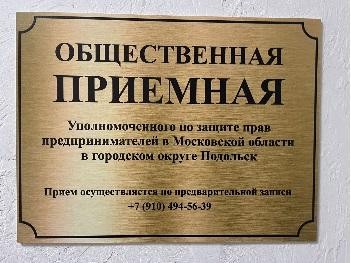 ОБЩЕСТВЕННАЯ
ПРИЕМНАЯ
Уполномоченного по защите прав
предпринимателей в Московской области
в городском округе Подольск
Прием осуществляется по предварительной записи
+7 (910) 494-56-39